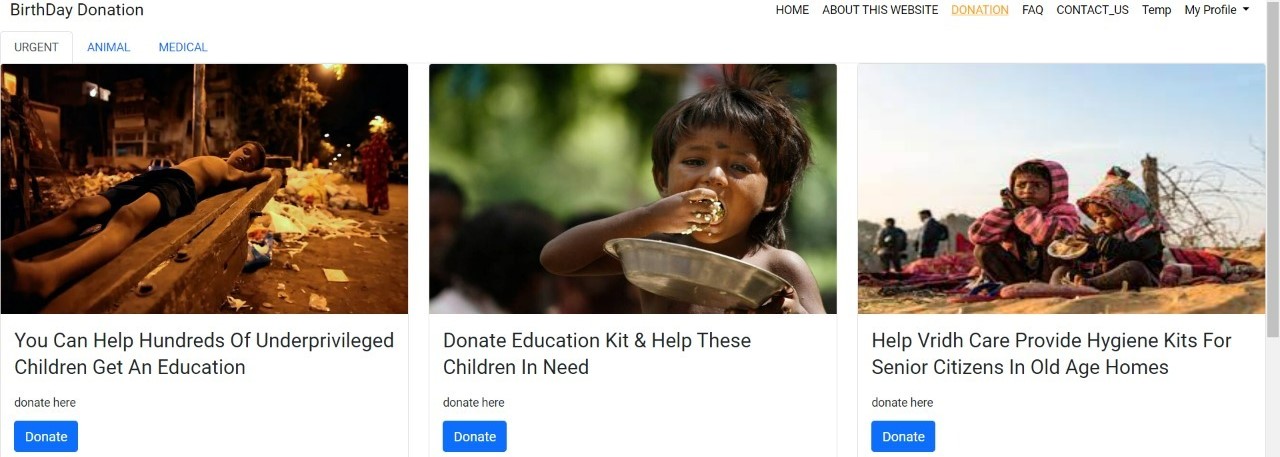 BirthDay Donation
HOME ABOUT THIS WEBSITE DONATION FAQ CONTACT_US Temp My Profile
URGENT ANIMAL MEDICAL
You Can Help Hundreds Of Underprivileged
Children Get An Education
donate here
Donate
Donate Education Kit & Help These
Children In Need
donate here
Donate
Help Vridh Care Provide Hygiene Kits For
Senior Citizens In Old Age Homes
donate here
Donate